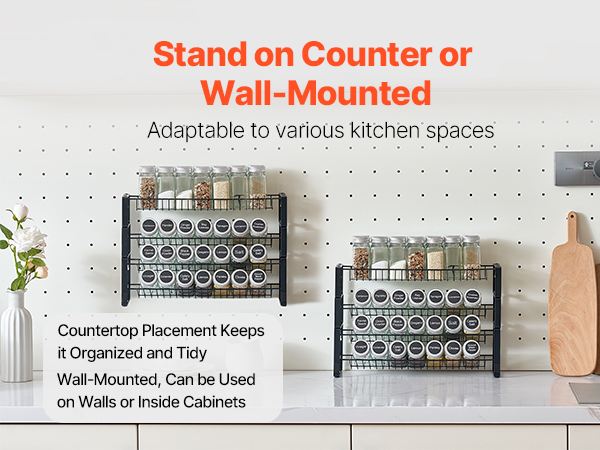 Stand on Counter or
Wall-Mounted
Adaptable to various kitchen spaces
Countertop Placement Keeps
it Organized and Tidy
Wall-Mounted, Can be Used
on Walls or Inside Cabinets